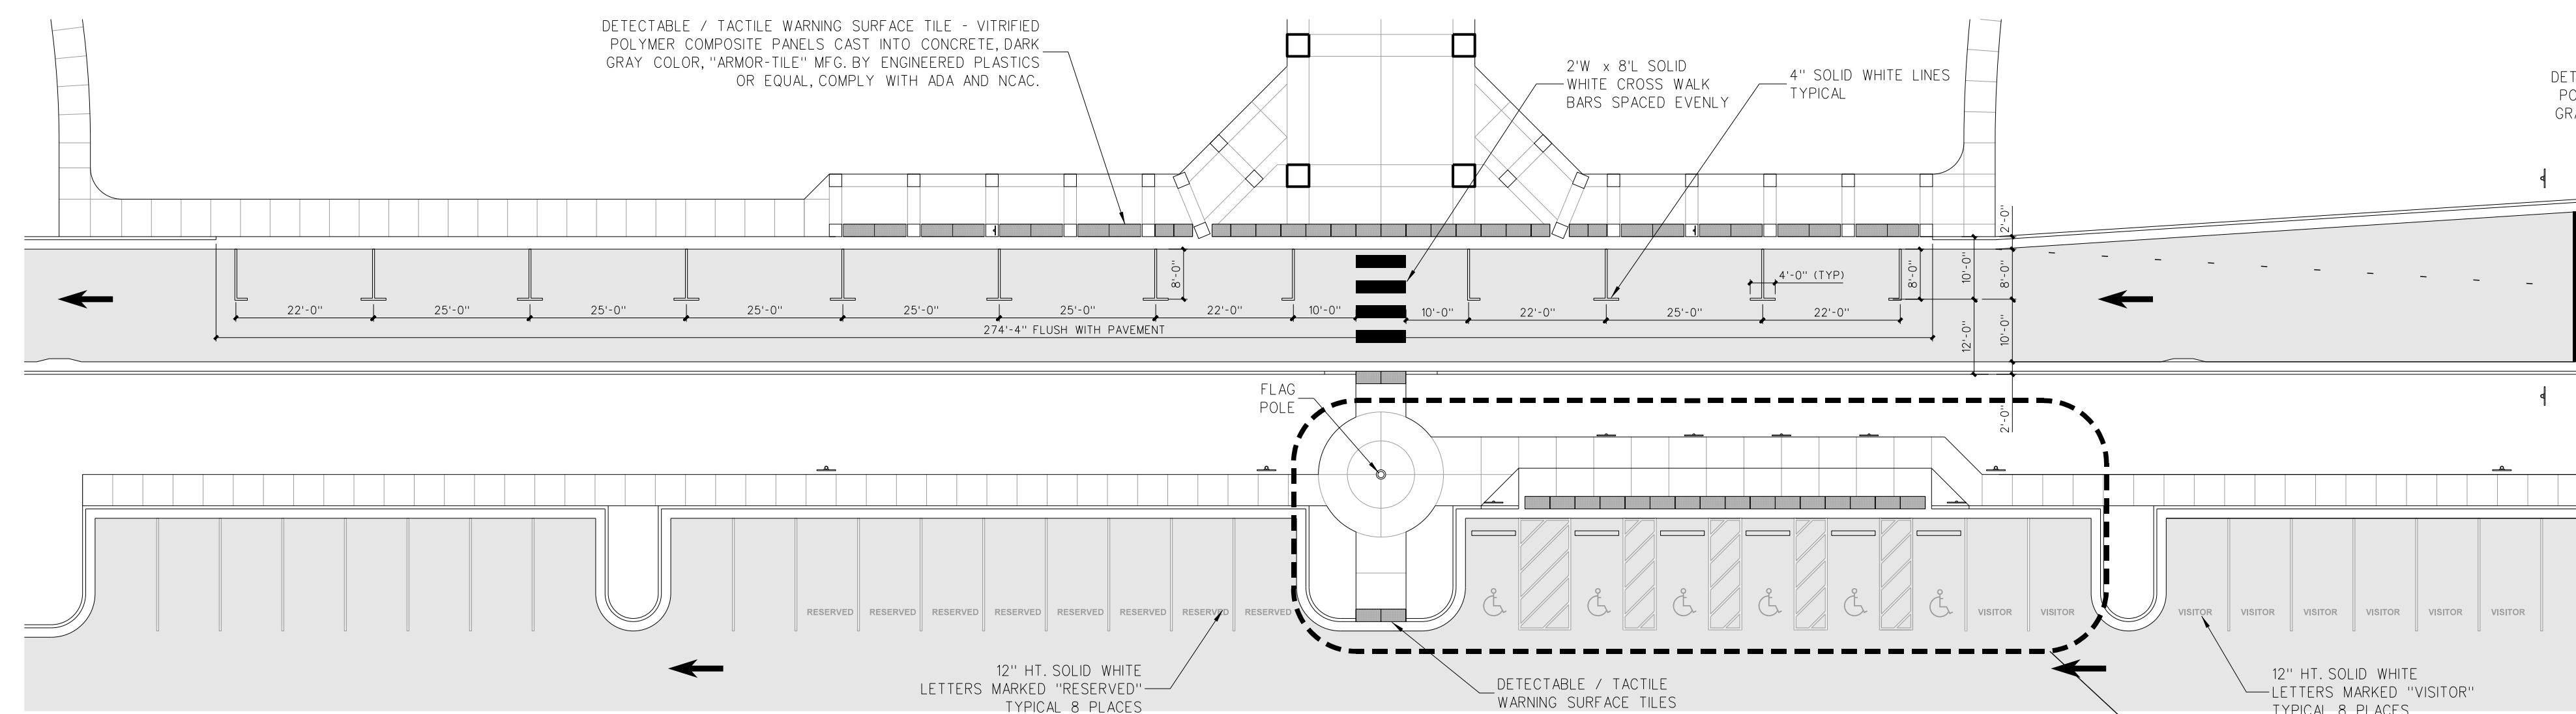 DETECTABLE / TACTILE WARNING SURFACE TILE - VITRIFIED
POLYMER COMPOSITE PANELS CAST INTO CONCRETE, DARK
GRAY COLOR, "ARMOR-TILE" MFG. BY ENGINEERED PLASTICS
OR EQUAL, COMPLY WITH ADA AND NCAC.
2'W x 8'L SOLID
WHITE CROSS WALK
BARS SPACED EVENLY
4" SOLID WHITE LINES
TYPICAL
DET
PO
GRA
2'-0"
8'-0"
4'-0" (TYP)
8'-0"
10'-0"
8'-0"
22'-0"
25'-0"
25'-0"
25'-0"
25'-0"
22'-0"
10'-0"
10'-0"
22'-0"
25'-0"
22'-0"
274'-4" FLUSH WITH PAVEMENT
12'-0"
10'-0"
2'-0"
FLAG
POLE
RESERVED RESERVED RESERVED RESERVED RESERVED RESERVED RESERVED RESERVED
VISITOR VISITOR VISITOR VISITOR VISITOR VISITOR VISITOR VISITOR
12" HT. SOLID WHITE
LETTERS MARKED "RESERVED"
TYPICAL 8 PLACES
DETECTABLE / TACTILE
WARNING SURFACE TILES
12" HT. SOLID WHITE
LETTERS MARKED "VISITOR"
TYPICAL 8 PLACES